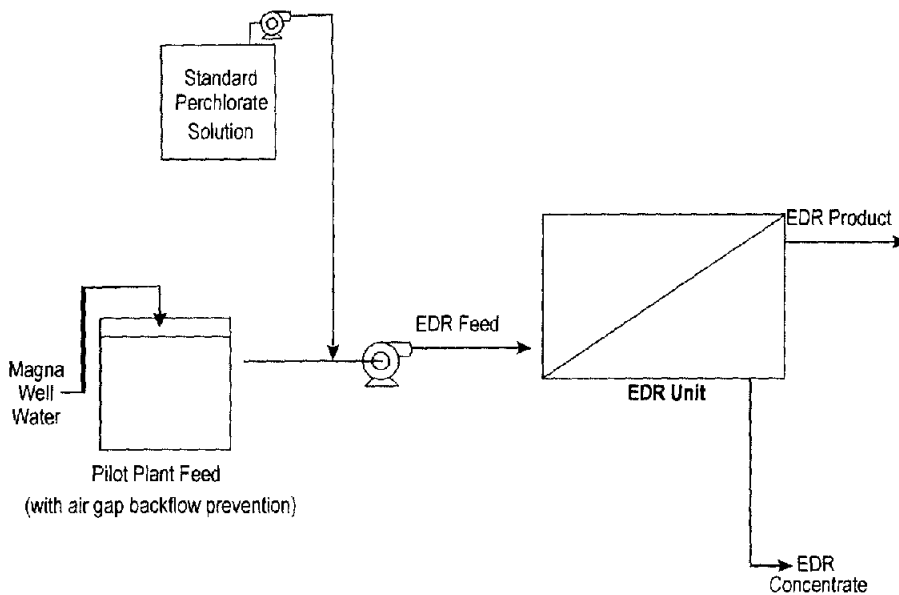 Standard
Perchlorate
Solution
EDR Product
EDR Feed
Magna
Well
Water
EDR Unit
Pilot Plant Feed
(with air gap backflow prevention)
EDR
Concentrate